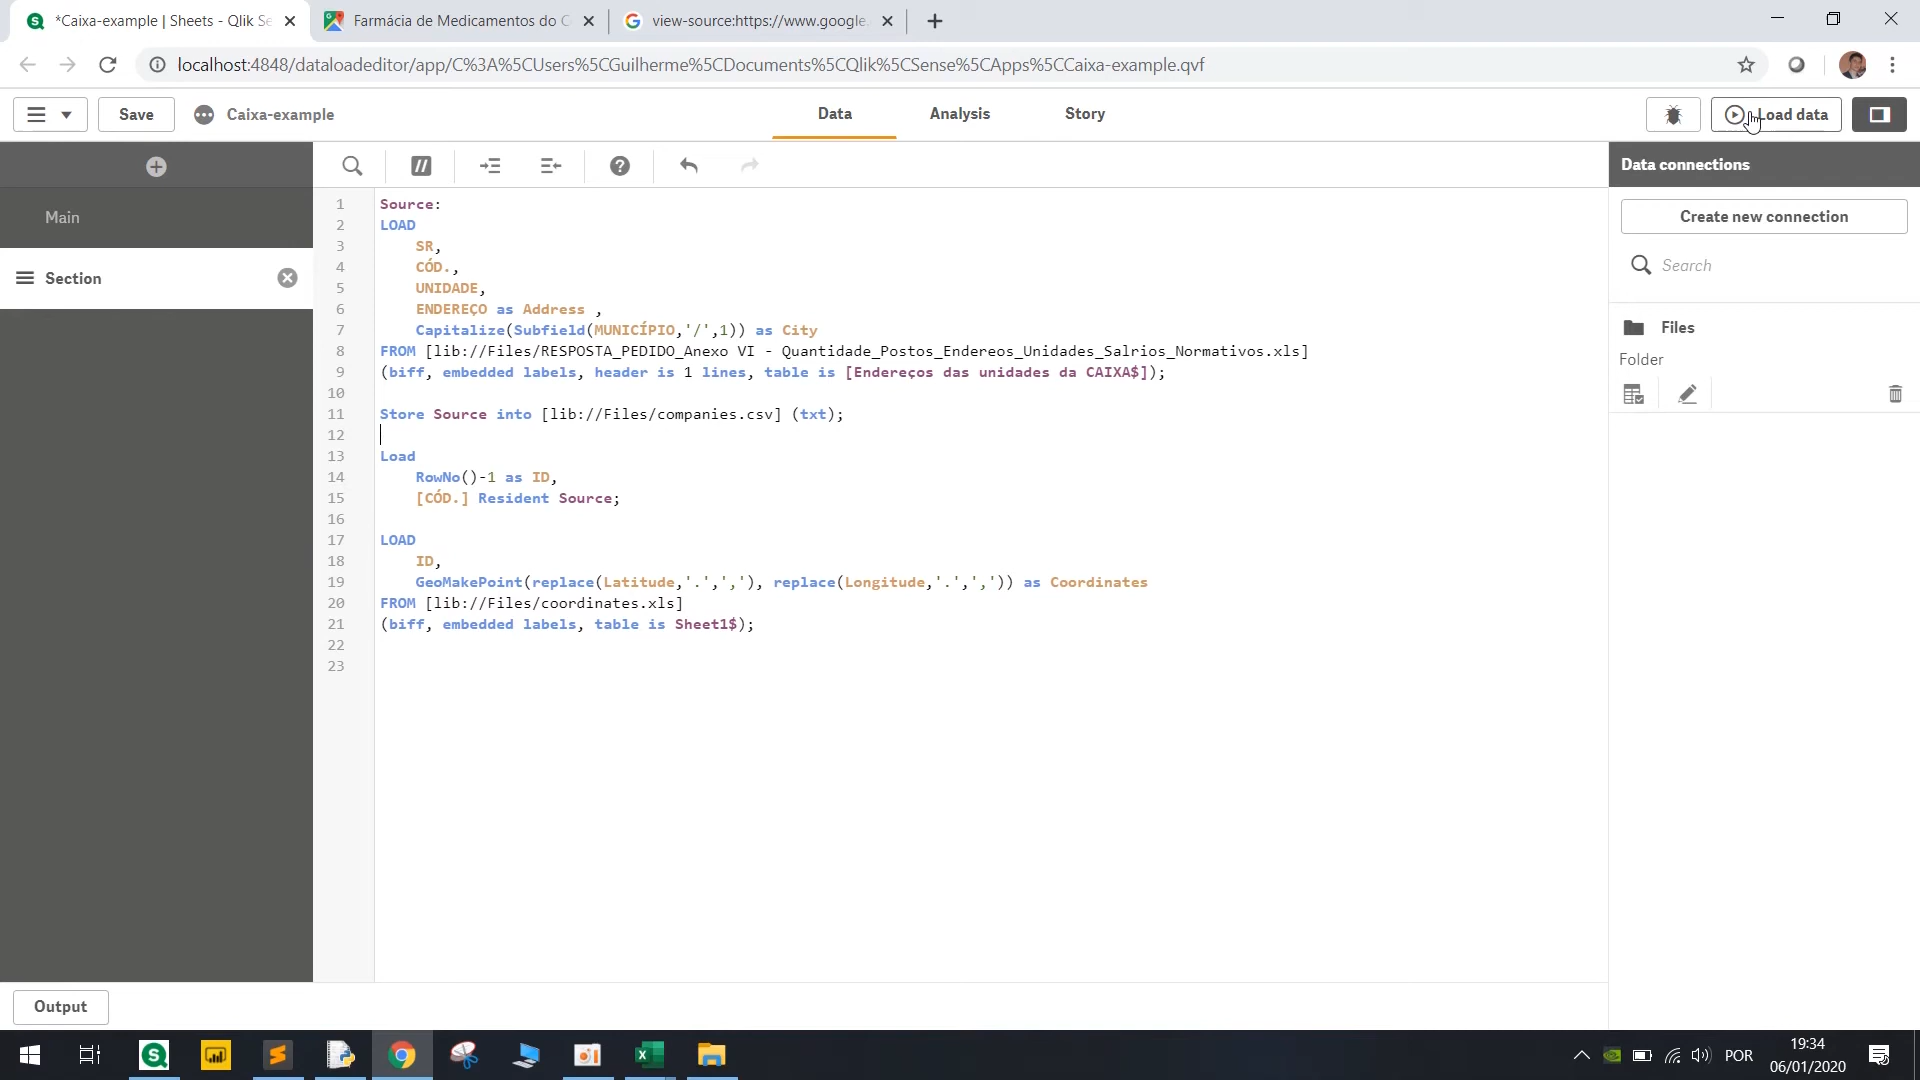 *Caixa-example | Sheets - Qlik Se
Farmácia de Medicamentos do C
view-source:https://www.google.
localhost:4848/dataloadeditor/app/C%3A%5CUsers%5CGuilherme%5CDocuments%5CQlik%5CSense%5CApps%5CCaixa-example.qvf
Save
Caixa-example
Data
Analysis
Story
Load data
Main
Section
//
?
Data connections
Create new connection
Search
Files
Folder
1 Source:
2 LOAD
3 SR,
4 CÓD.,
5 UNIDADE,
6 ENDEREÇO as Address ,
7 Capitalize(Subfield(MUNICÍPIO,'/',1)) as City
8 FROM [lib://Files/RESPOSTA_PEDIDO_Anexo VI - Quantidade_Postos_Endereos_Unidades_Salrios_Normativos.xls]
9 (biff, embedded labels, header is 1 lines, table is [Endereços das unidades da CAIXA$]);
10
11 Store Source into [lib://Files/companies.csv] (txt);
12
13 Load
14 RowNo()-1 as ID,
15 [CÓD.] Resident Source;
16
17 LOAD
18 ID,
19 GeoMakePoint(replace(Latitude,'.',','), replace(Longitude,'.',',')) as Coordinates
20 FROM [lib://Files/coordinates.xls]
21 (biff, embedded labels, table is Sheet1$);
22
23
Output
POR
19:34
06/01/2020